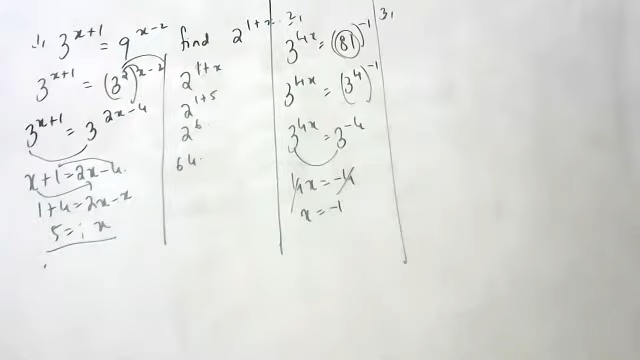 1, 3^{x+1} = 9^{x-2} find 2^{1+x}
3^{x+1} = (3^2)^{x-2}
3^{x+1} = 3^{2x-4}
x+1 = 2x-4
1+4 = 2x-x
5 = x
2^{1+x}
2^{1+5}
2^6
64
2, 3^{4x} = (81)^{-1}
3^{4x} = (3^4)^{-1}
3^{4x} = 3^{-4}
4x = -4
x = -1
3,